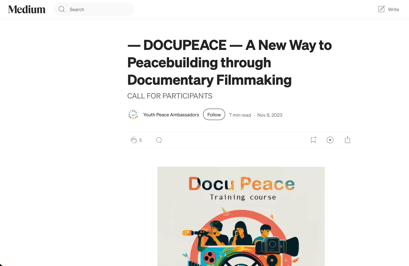 Medium
Search
Write
— DOCUPEACE — A New Way to
Peacebuilding through
Documentary Filmmaking
CALL FOR PARTICIPANTS
Youth Peace Ambassadors
Follow
7 min read · Nov 9, 2023
5
Docu Peace
Training course